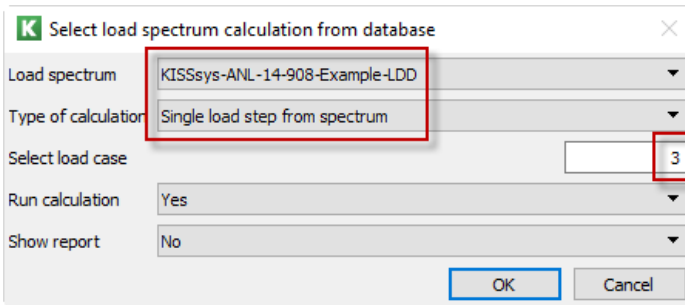 K Select load spectrum calculation from database
Load spectrum KISSsys-ANL-14-908-Example-LDD
Type of calculation Single load step from spectrum
Select load case 3
Run calculation Yes
Show report No
OK Cancel